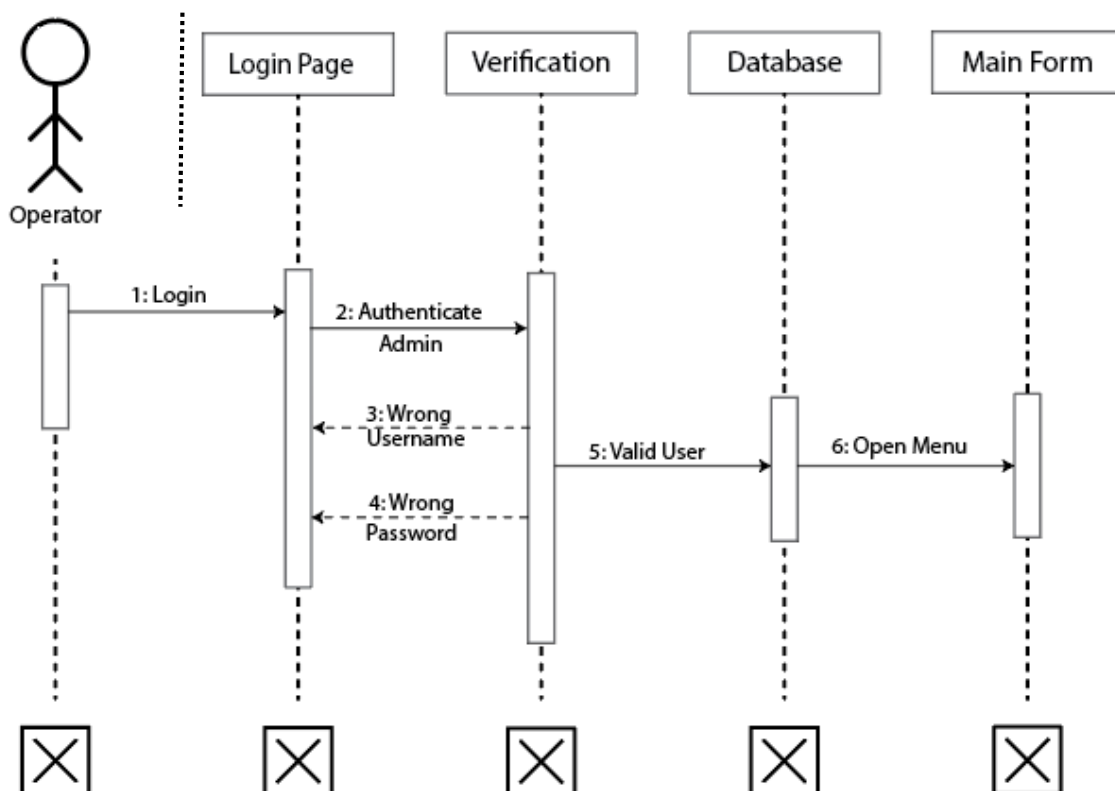 Login Page
Verification
Database
Main Form
Operator
1: Login
2: Authenticate
Admin
3: Wrong
Username
5: Valid User
6: Open Menu
4: Wrong
Password